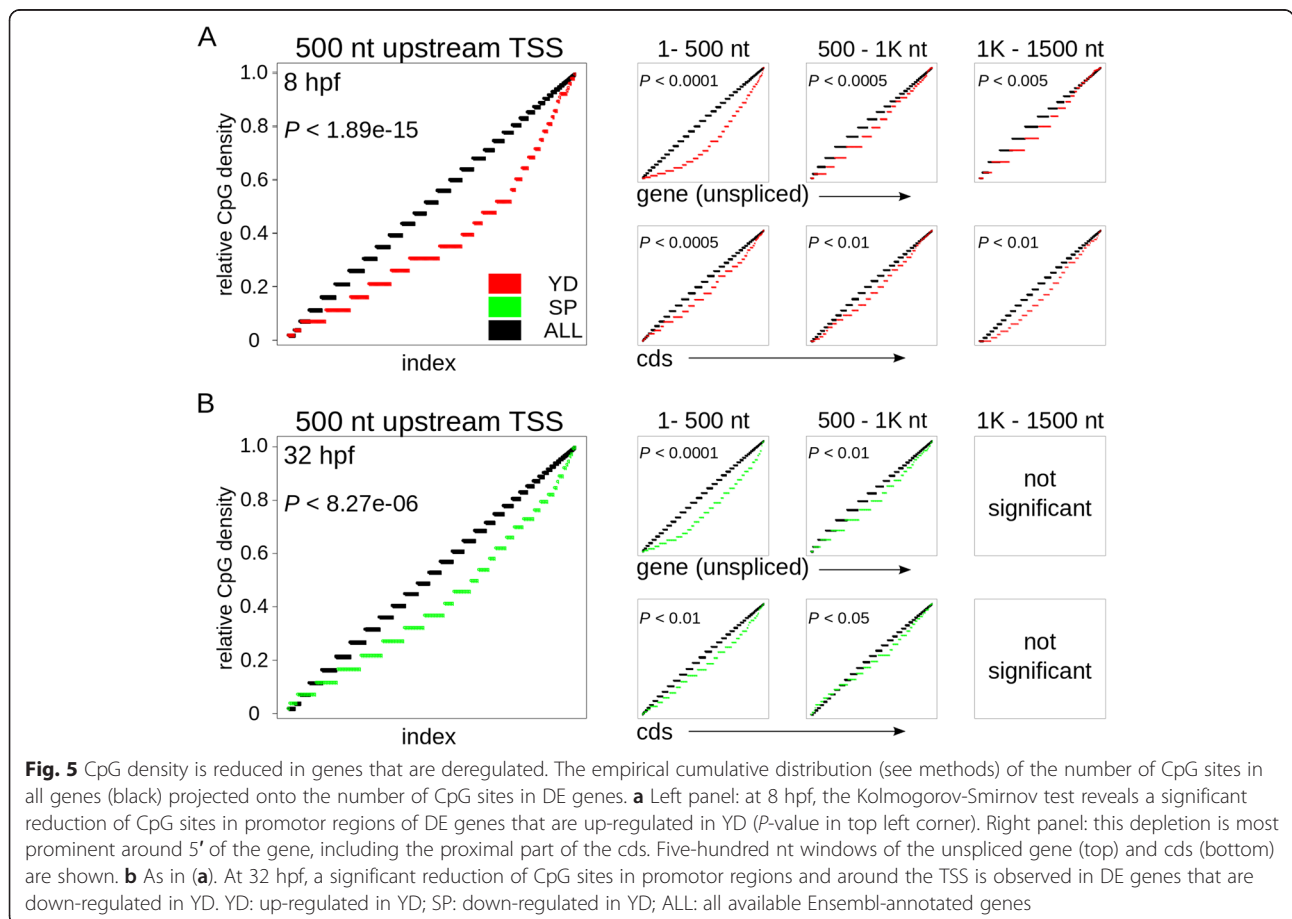 A
500 nt upstream TSS
1- 500 nt
500 - 1K nt
1K - 1500 nt
relative CpG density
1.0
0.8
0.6
0.4
0.2
0
8 hpf
P < 1.89e-15
YD
SP
ALL
index
P < 0.0001
P < 0.0005
P < 0.005
gene (unspliced)
P < 0.0005
P < 0.01
P < 0.01
cds
B
500 nt upstream TSS
1- 500 nt
500 - 1K nt
1K - 1500 nt
relative CpG density
1.0
0.8
0.6
0.4
0.2
0
32 hpf
P < 8.27e-06
index
P < 0.0001
P < 0.01
not
significant
gene (unspliced)
P < 0.01
P < 0.05
not
significant
cds
Fig. 5 CpG density is reduced in genes that are deregulated. The empirical cumulative distribution (see methods) of the number of CpG sites in
all genes (black) projected onto the number of CpG sites in DE genes. a Left panel: at 8 hpf, the Kolmogorov-Smirnov test reveals a significant
reduction of CpG sites in promotor regions of DE genes that are up-regulated in YD (P-value in top left corner). Right panel: this depletion is most
prominent around 5′ of the gene, including the proximal part of the cds. Five-hundred nt windows of the unspliced gene (top) and cds (bottom)
are shown. b As in (a). At 32 hpf, a significant reduction of CpG sites in promotor regions and around the TSS is observed in DE genes that are
down-regulated in YD. YD: up-regulated in YD; SP: down-regulated in YD; ALL: all available Ensembl-annotated genes